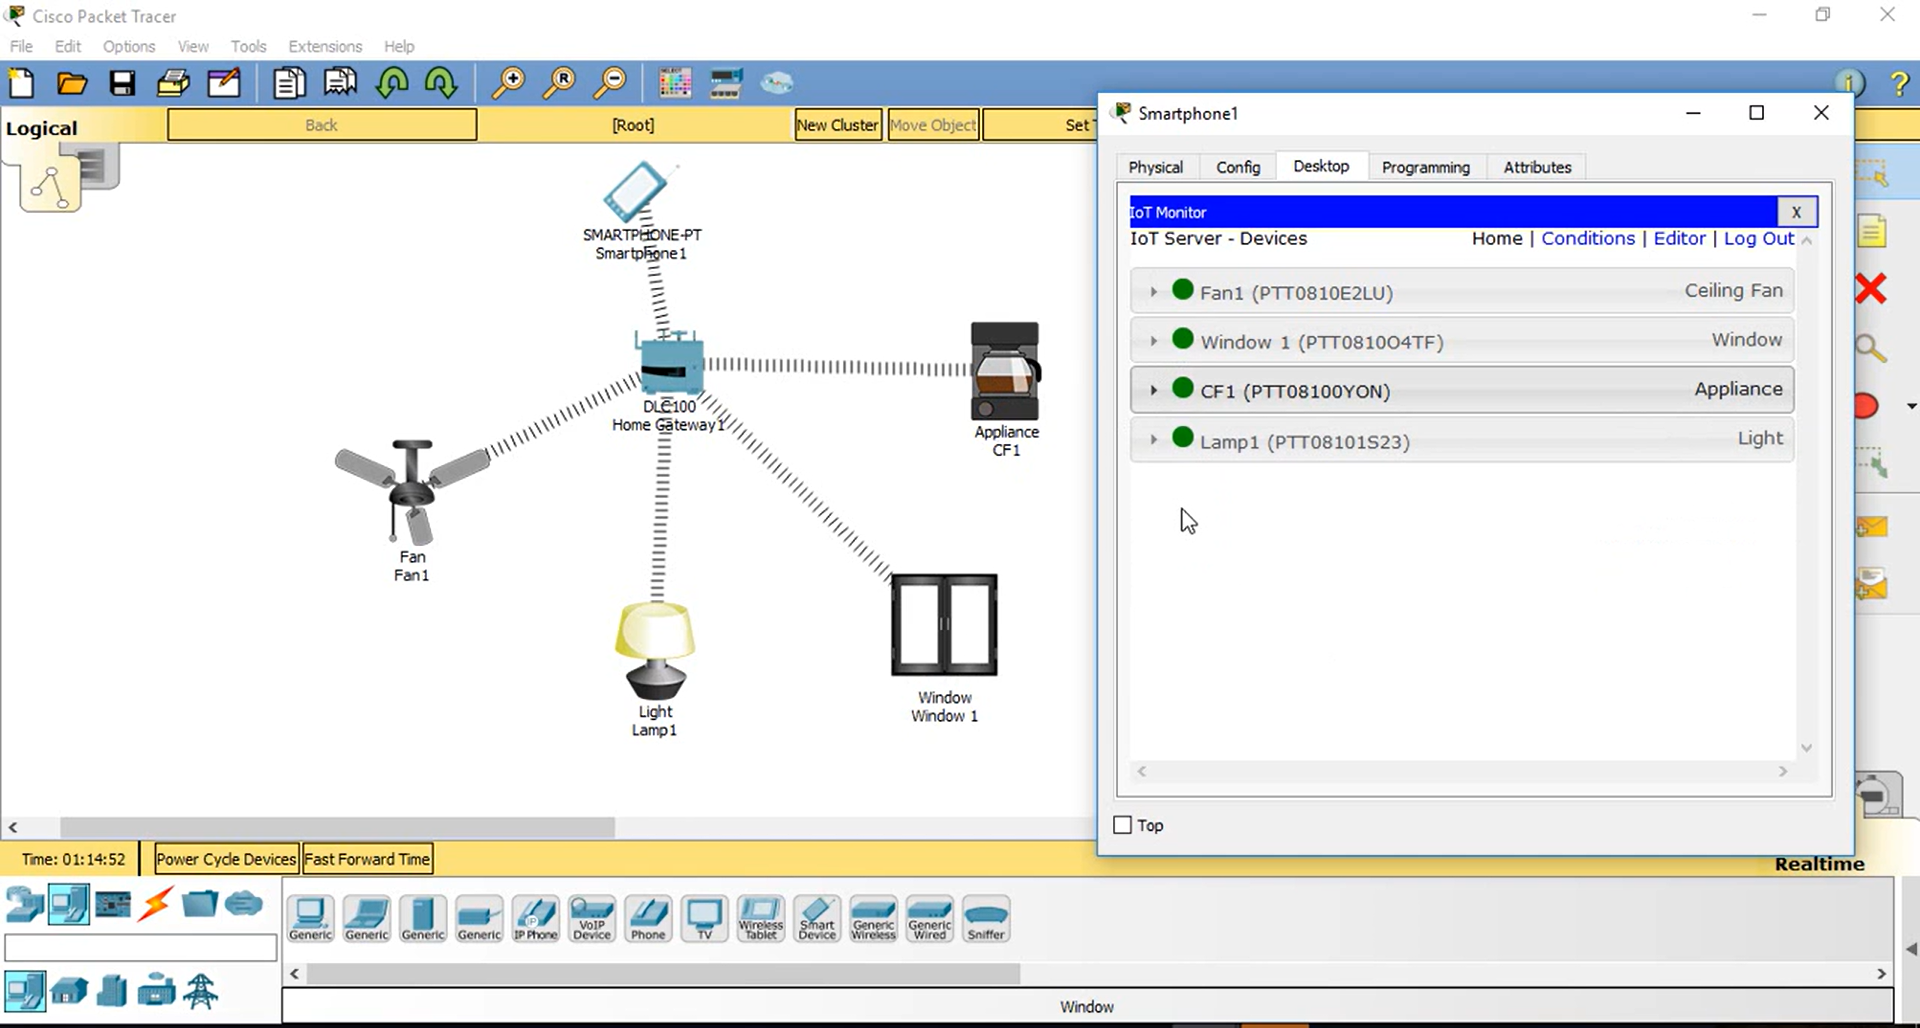 Cisco Packet Tracer
File Edit Options View Tools Extensions Help
Logical Back [Root] New Cluster Move Object Set T
SMARTPHONE-PT
Smartphone1
DLC100
Home Gateway1
Appliance
CF1
Fan
Fan1
Light
Lamp1
Window
Window 1
Smartphone1
Physical Config Desktop Programming Attributes
IoT Monitor X
IoT Server - Devices Home | Conditions | Editor | Log Out
Fan1 (PTT0810E2LU) Ceiling Fan
Window 1 (PTT0810O4TF) Window
CF1 (PTT08100YON) Appliance
Lamp1 (PTT08101S23) Light
Top
Time: 01:14:52 Power Cycle Devices Fast Forward Time Realtime
Generic Generic Generic Generic IP Phone VoIP Device Phone TV Wireless Tablet Smart Device Generic Wireless Generic Wired Sniffer
Window